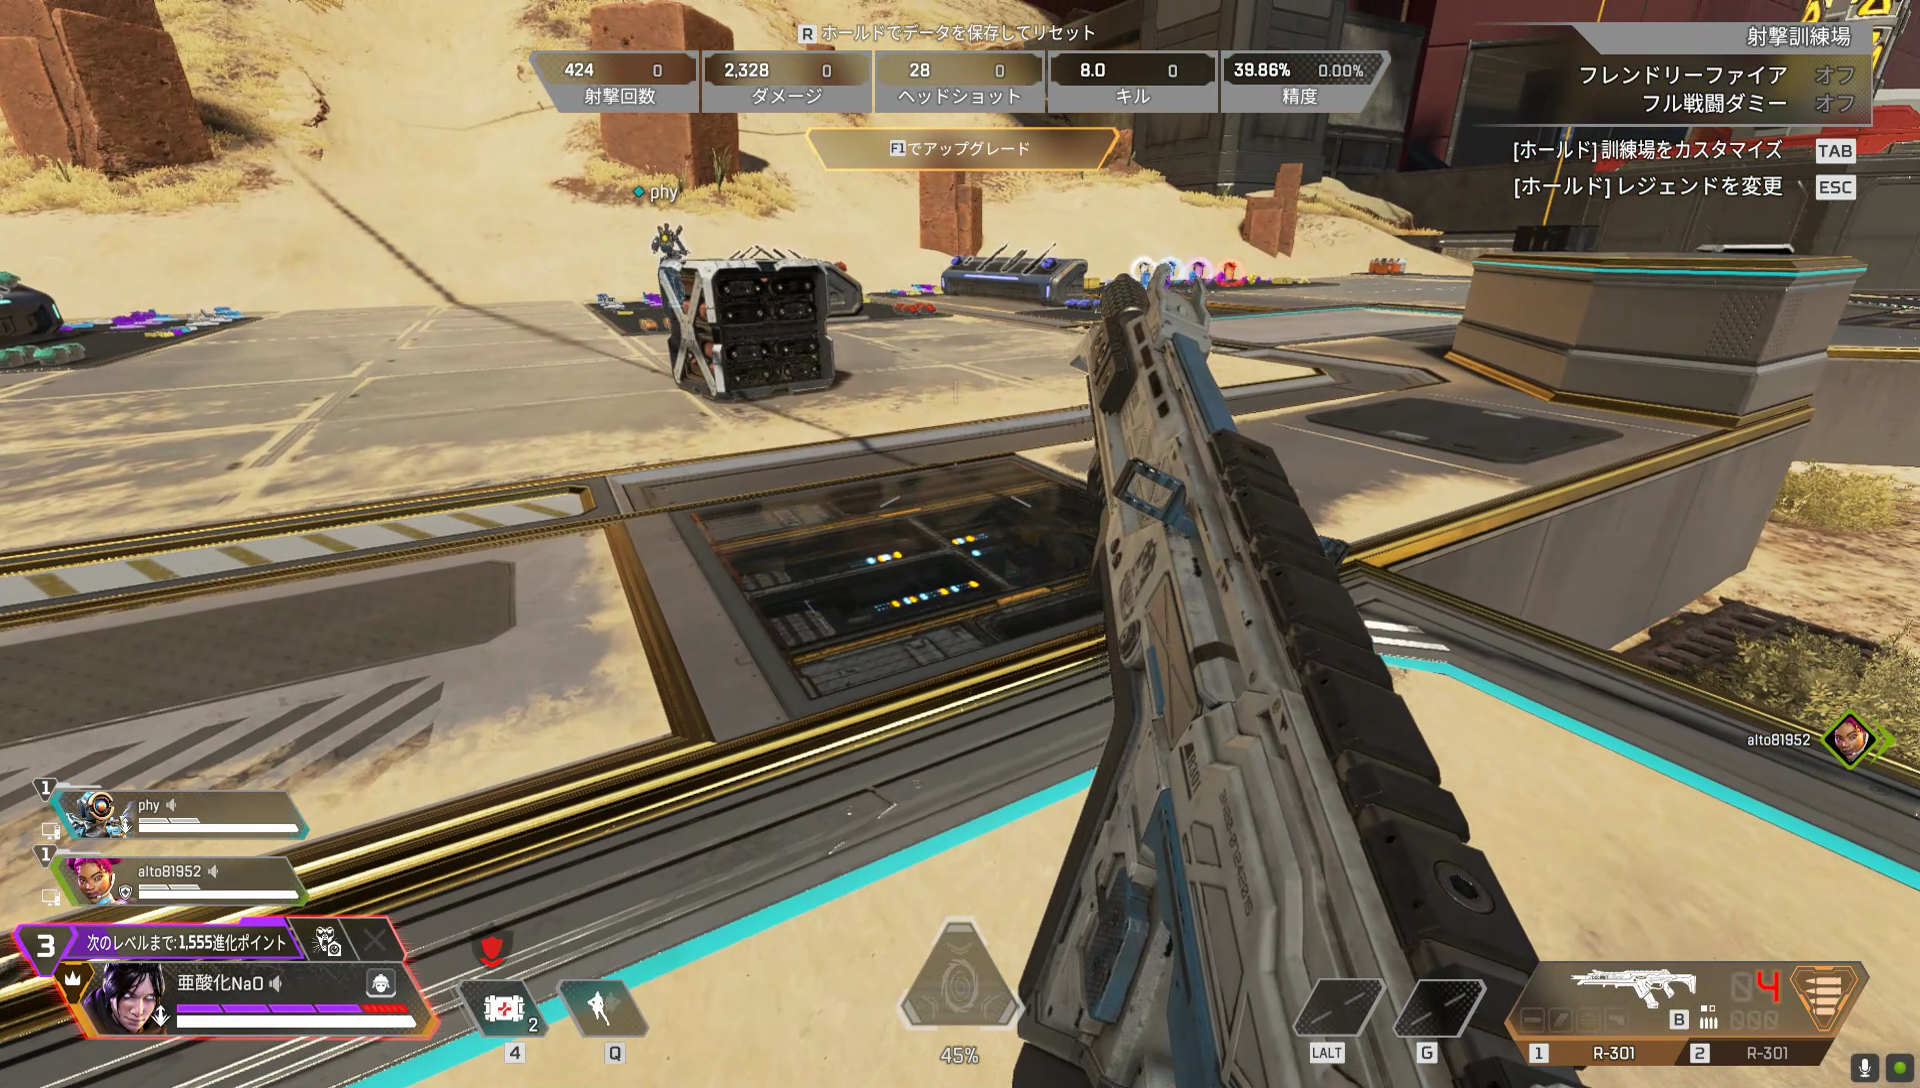 R ホールドでデータを保存してリセット
424 0
射撃回数
2,328 0
ダメージ
28 0
ヘッドショット
8.0 0
キル
39.86% 0.00%
精度
F1でアップグレード
射撃訓練場
フレンドリーファイア オフ
フル戦闘ダミー オフ
[ホールド]訓練場をカスタマイズ TAB
[ホールド]レジェンドを変更 ESC
phy
R301
alto81952
1
phy
1
alto81952
3
次のレベルまで:1,555進化ポイント
亜酸化NaO
2
4
Q
45%
LALT
G
04
B
000
1 R-301
2 R-301